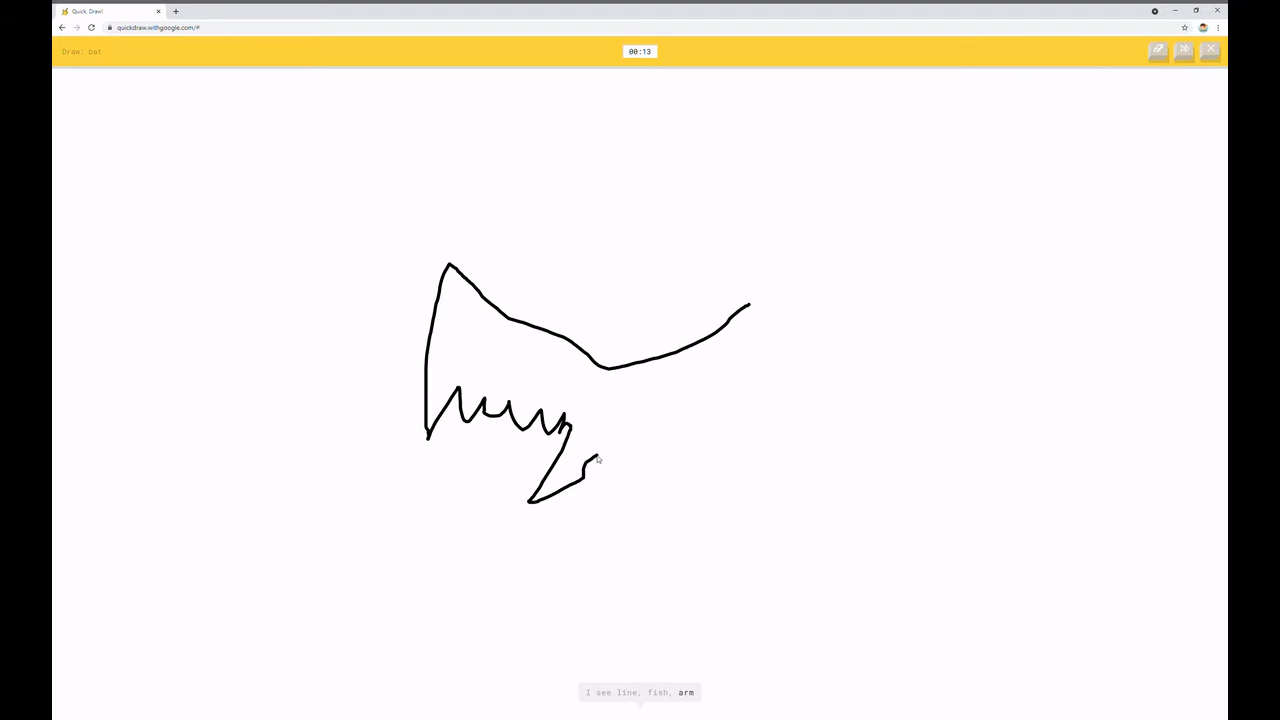 Quick, Draw!
quickdraw.withgoogle.com/#
Draw: bat
00:13
I see line, fish, arm